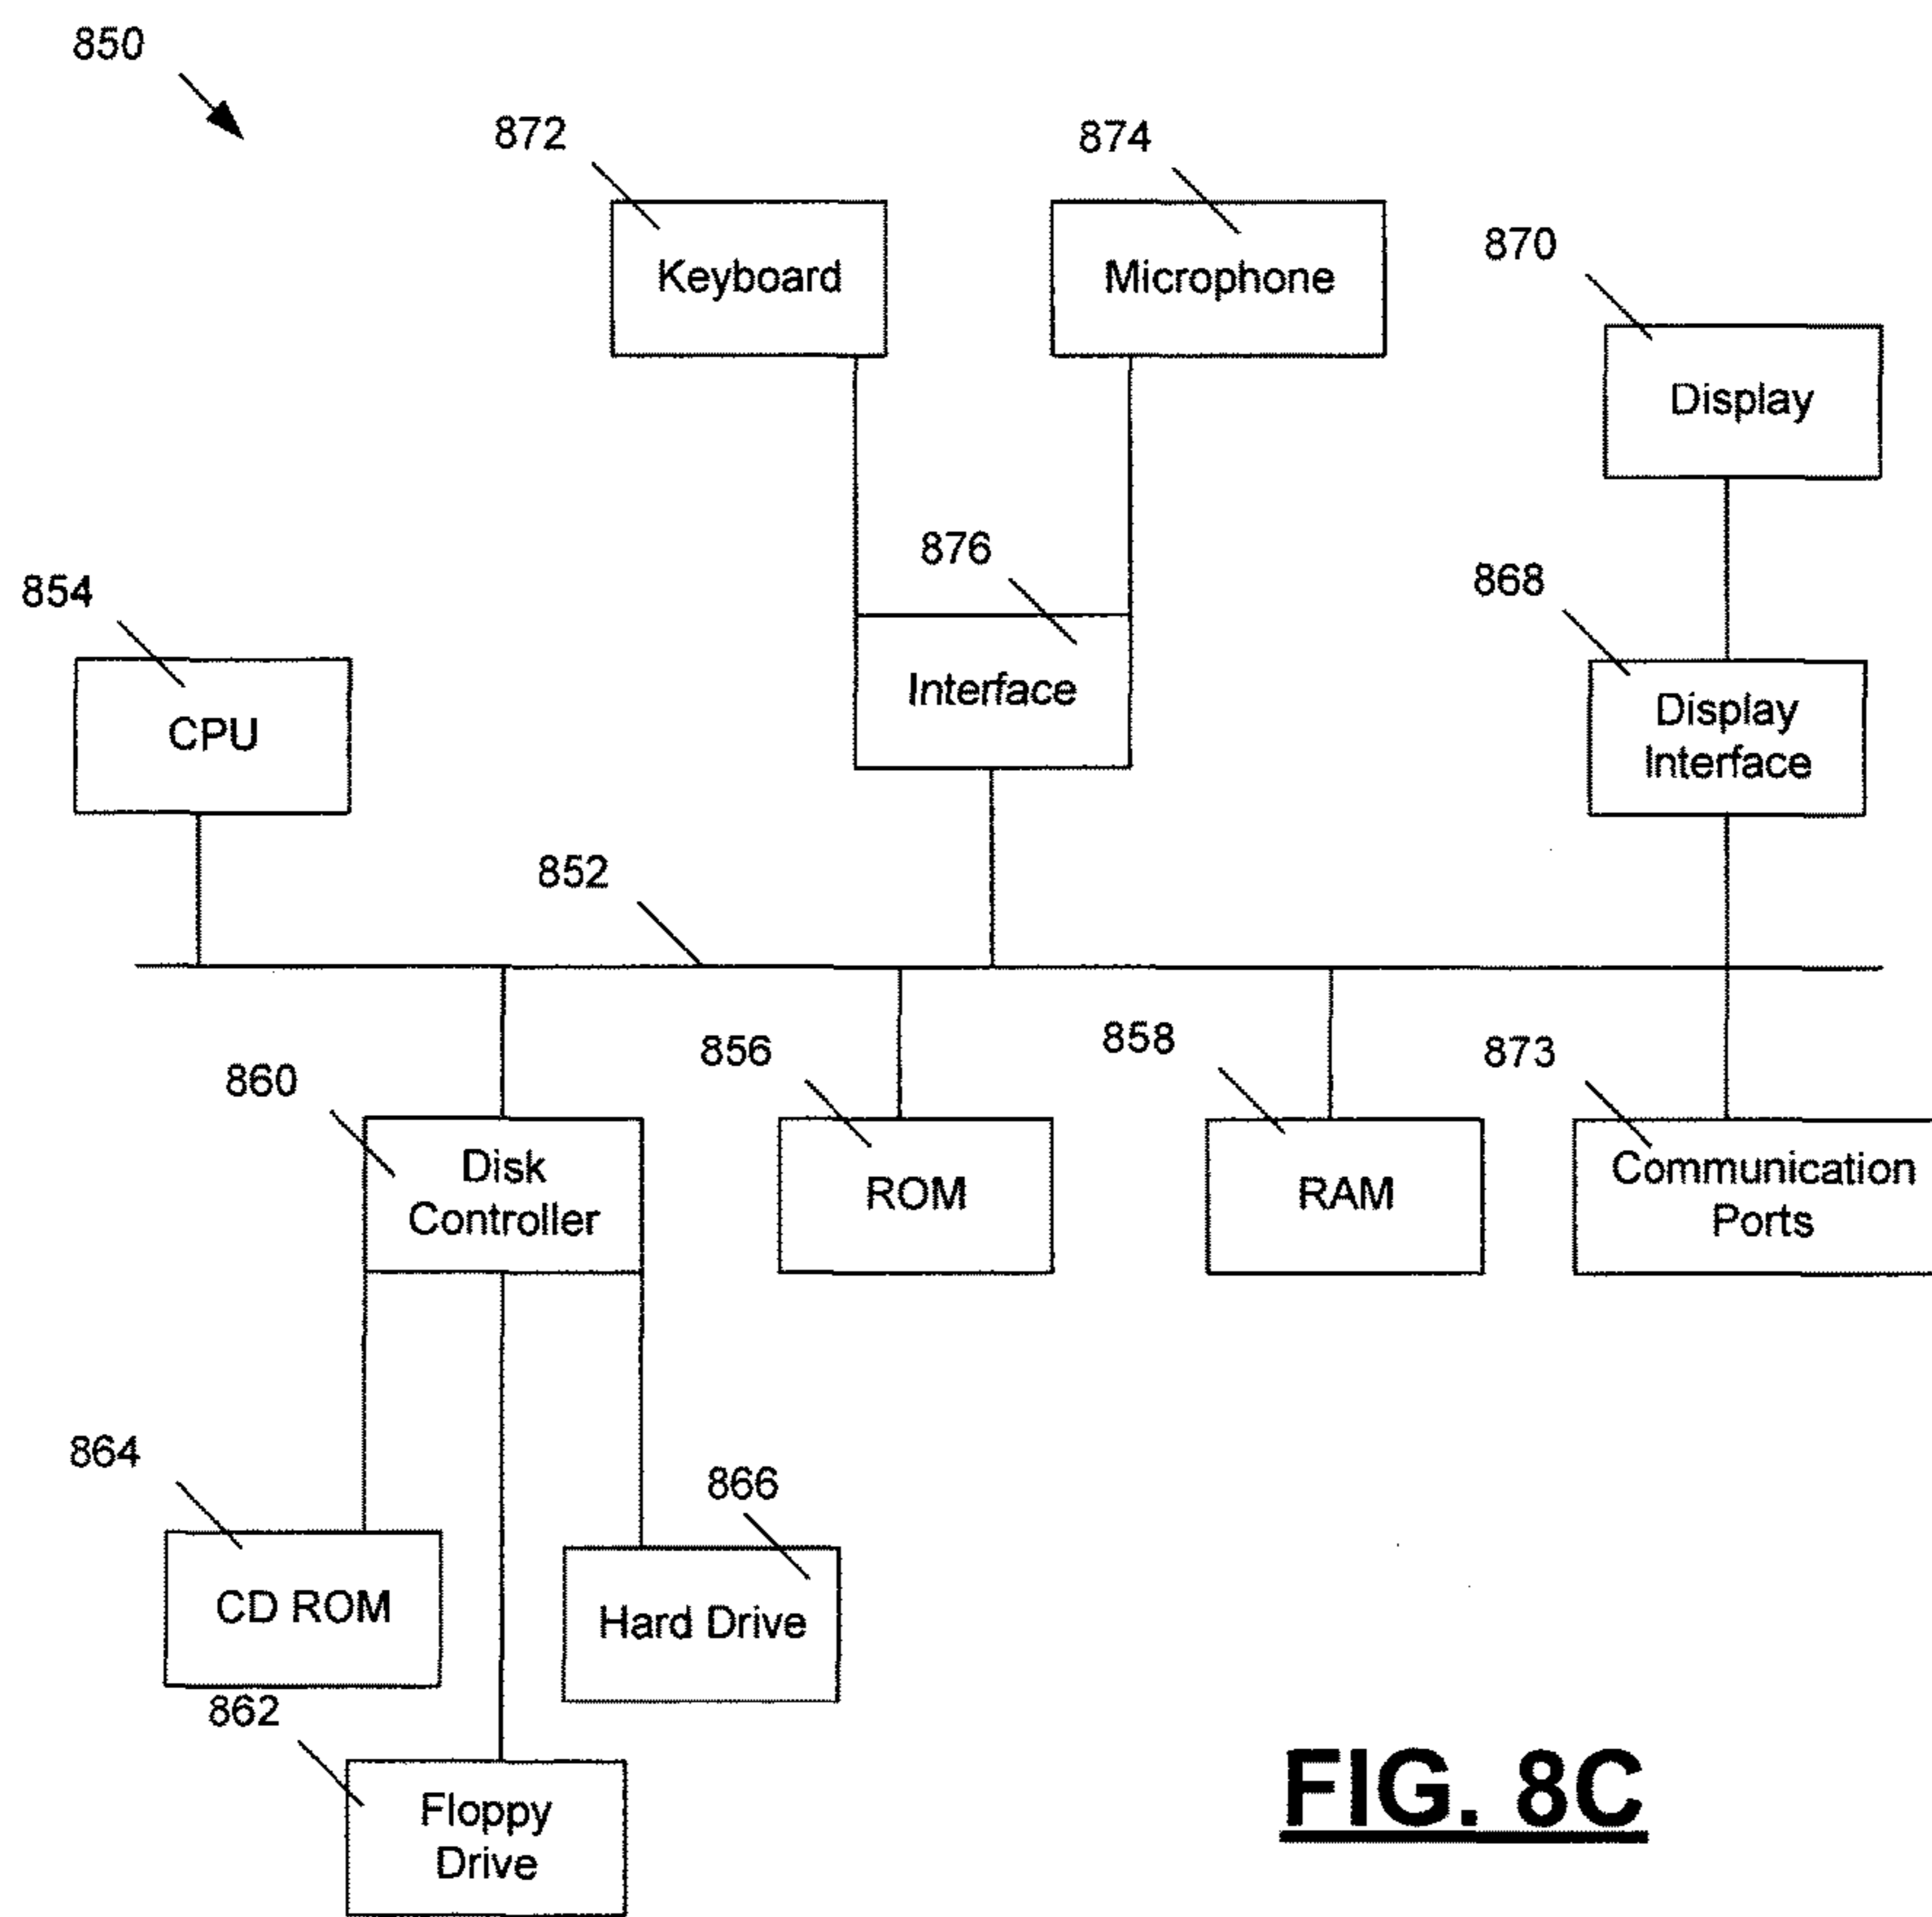 850
872
874
Keyboard
Microphone
870
Display
876
Interface
868
Display
Interface
854
CPU
852
860
Disk
Controller
856
ROM
858
RAM
873
Communication
Ports
864
CD ROM
866
Hard Drive
862
Floppy
Drive
FIG. 8C